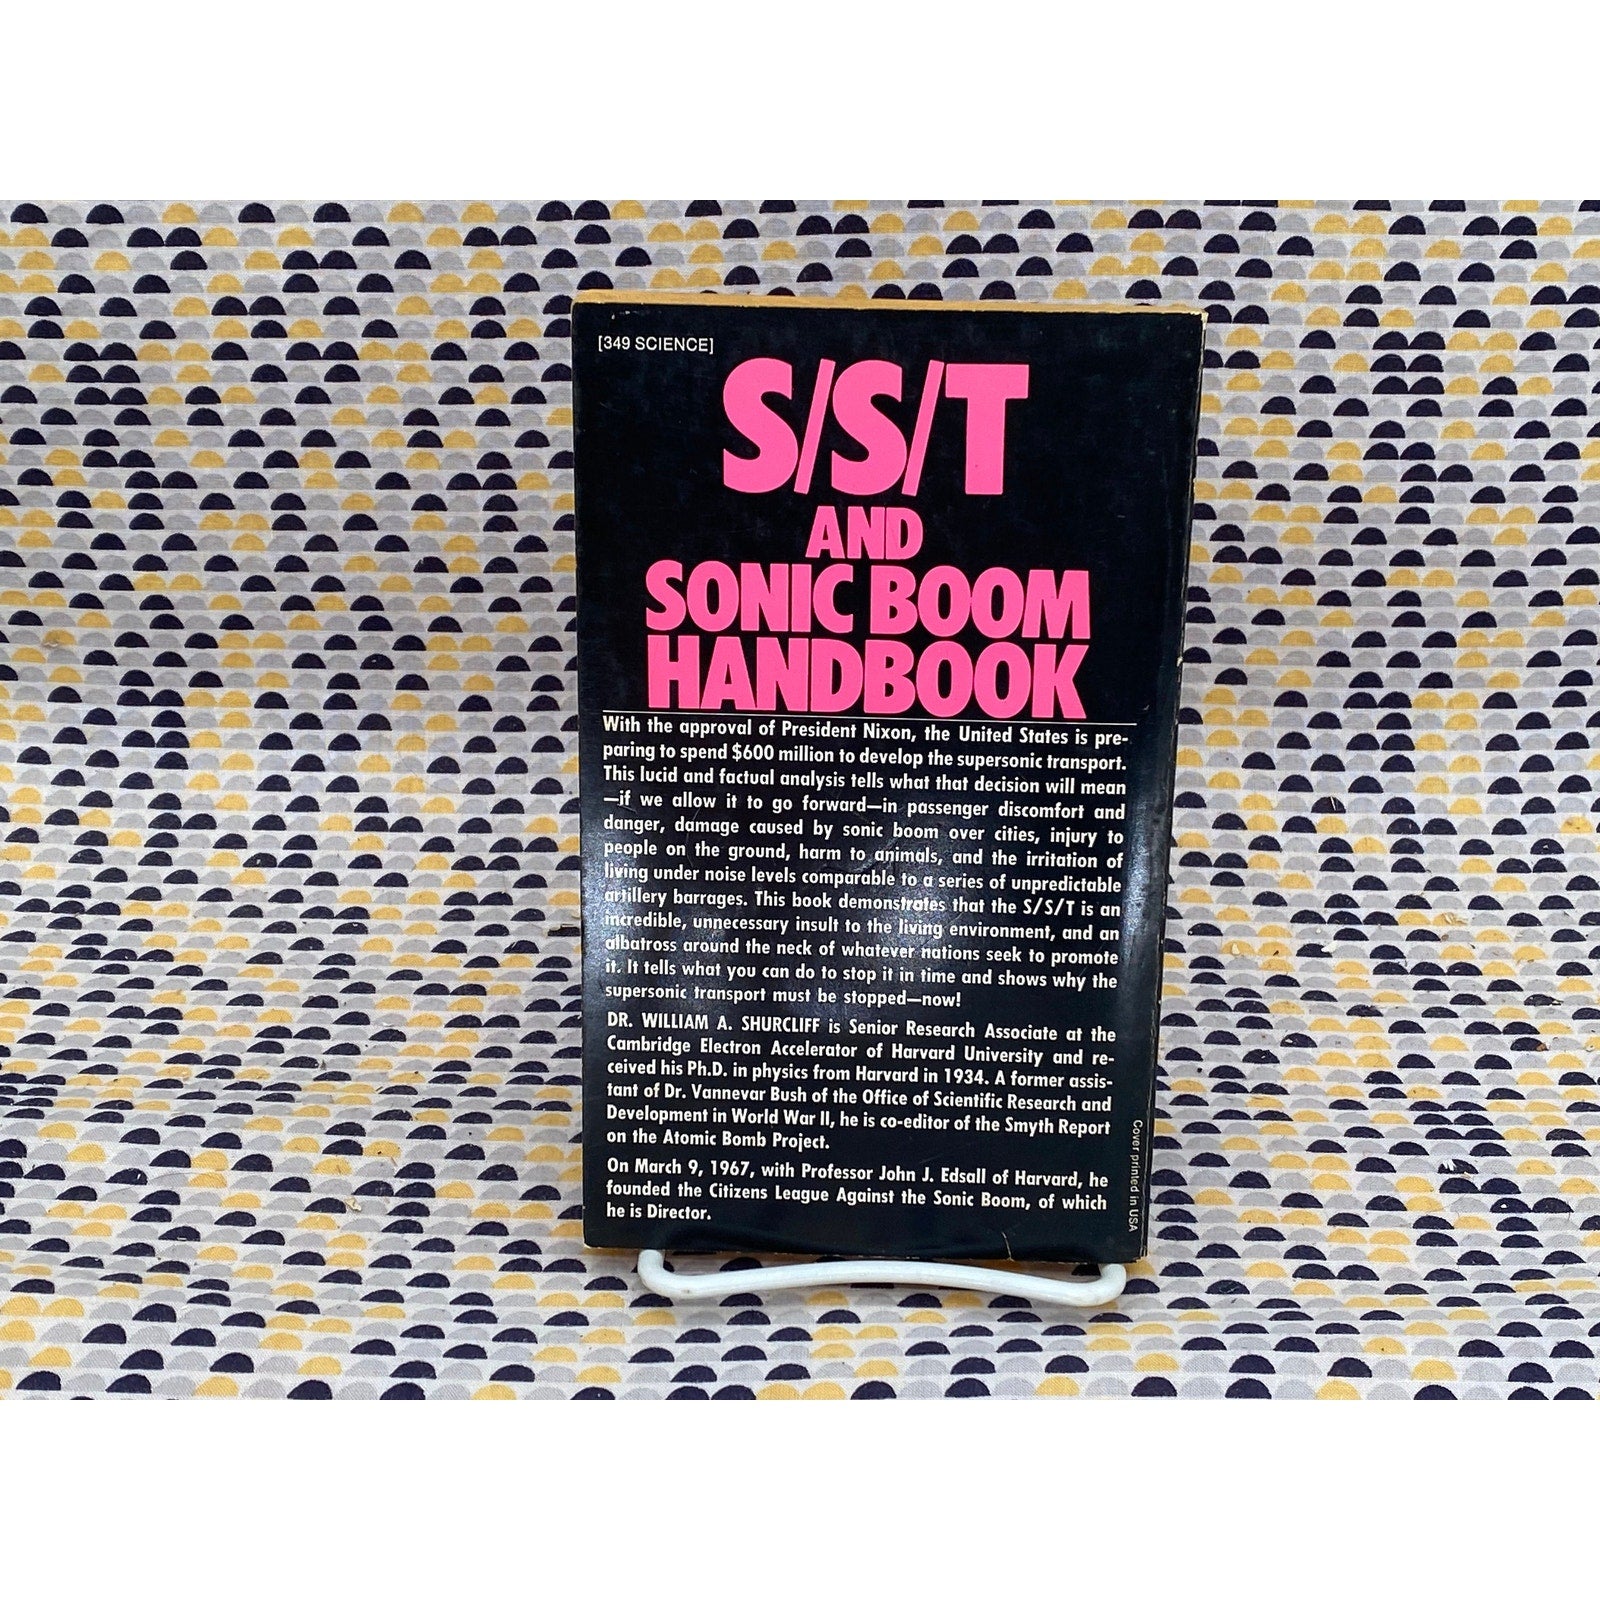 [349 SCIENCE]
S/S/T
AND
SONIC BOOM
HANDBOOK
With the approval of President Nixon, the United States is pre-
paring to spend $600 million to develop the supersonic transport.
This lucid and factual analysis tells what that decision will mean
—if we allow it to go forward—in passenger discomfort and
danger, damage caused by sonic boom over cities, injury to
people on the ground, harm to animals, and the irritation of
living under noise levels comparable to a series of unpredictable
artillery barrages. This book demonstrates that the S/S/T is an
incredible, unnecessary insult to the living environment, and an
albatross around the neck of whatever nations seek to promote
it. It tells what you can do to stop it in time and shows why the
supersonic transport must be stopped—now!
DR. WILLIAM A. SHURCLIFF is Senior Research Associate at the
Cambridge Electron Accelerator of Harvard University and re-
ceived his Ph.D. in physics from Harvard in 1934. A former assis-
tant of Dr. Vannevar Bush of the Office of Scientific Research and
Development in World War II, he is co-editor of the Smyth Report
on the Atomic Bomb Project.
On March 9, 1967, with Professor John J. Edsall of Harvard, he
founded the Citizens League Against the Sonic Boom, of which
he is Director.
Cover printed in USA